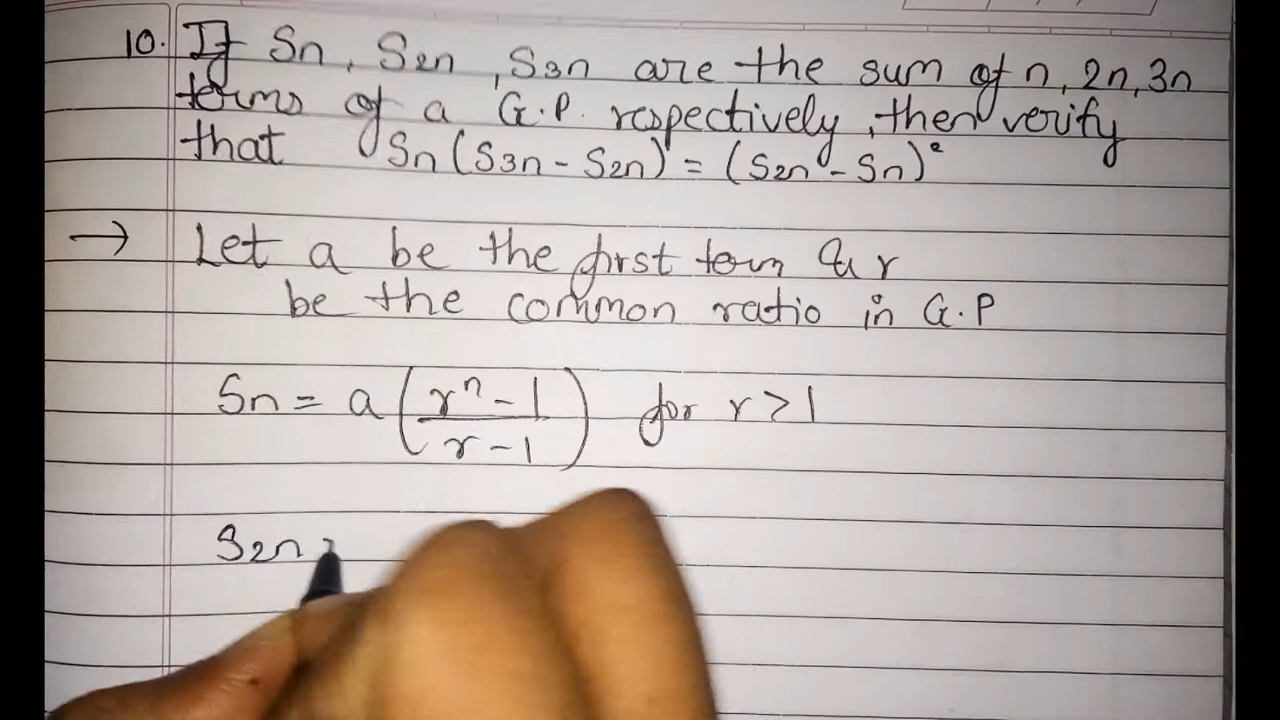 10. If Sn, S2n, S3n are the sum of n, 2n, 3n
terms of a G.P. respectively, then verify
that Sn(S3n - S2n) = (S2n - Sn)²
→ Let a be the first term & r
be the common ratio in G.P
Sn = a(r^n - 1 / r - 1) for r > 1
S2n